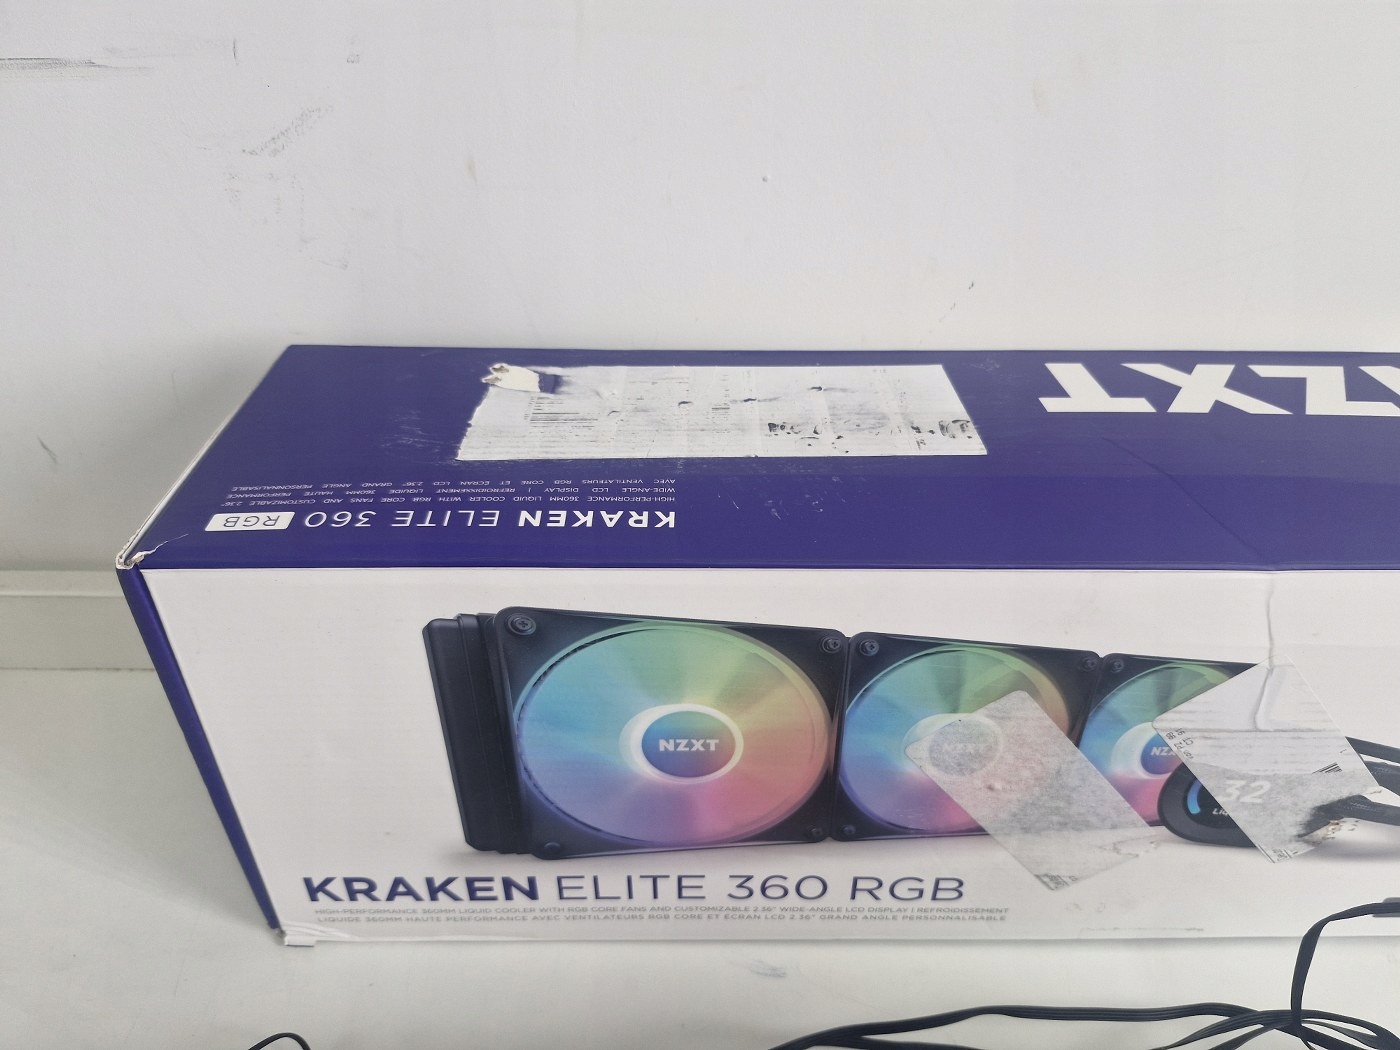 NZXT
HIGH-PERFORMANCE 360MM LIQUID COOLER WITH RGB CORE FANS AND CUSTOMIZABLE 2.36"
WIDE-ANGLE LCD DISPLAY | REFROIDISSEMENT LIQUIDE 360MM HAUTE PERFORMANCE
AVEC VENTILATEURS RGB CORE ET ÉCRAN LCD 2.36" GRAND ANGLE PERSONNALISABLE
KRAKEN ELITE 360 RGB
NZXT
NZXT
NZ
32
KRAKEN ELITE 360 RGB
HIGH-PERFORMANCE 360MM LIQUID COOLER WITH RGB CORE FANS AND CUSTOMIZABLE 2.36" WIDE-ANGLE LCD DISPLAY | REFROIDISSEMENT
LIQUIDE 360MM HAUTE PERFORMANCE AVEC VENTILATEURS RGB CORE ET ÉCRAN LCD 2.36" GRAND ANGLE PERSONNALISABLE